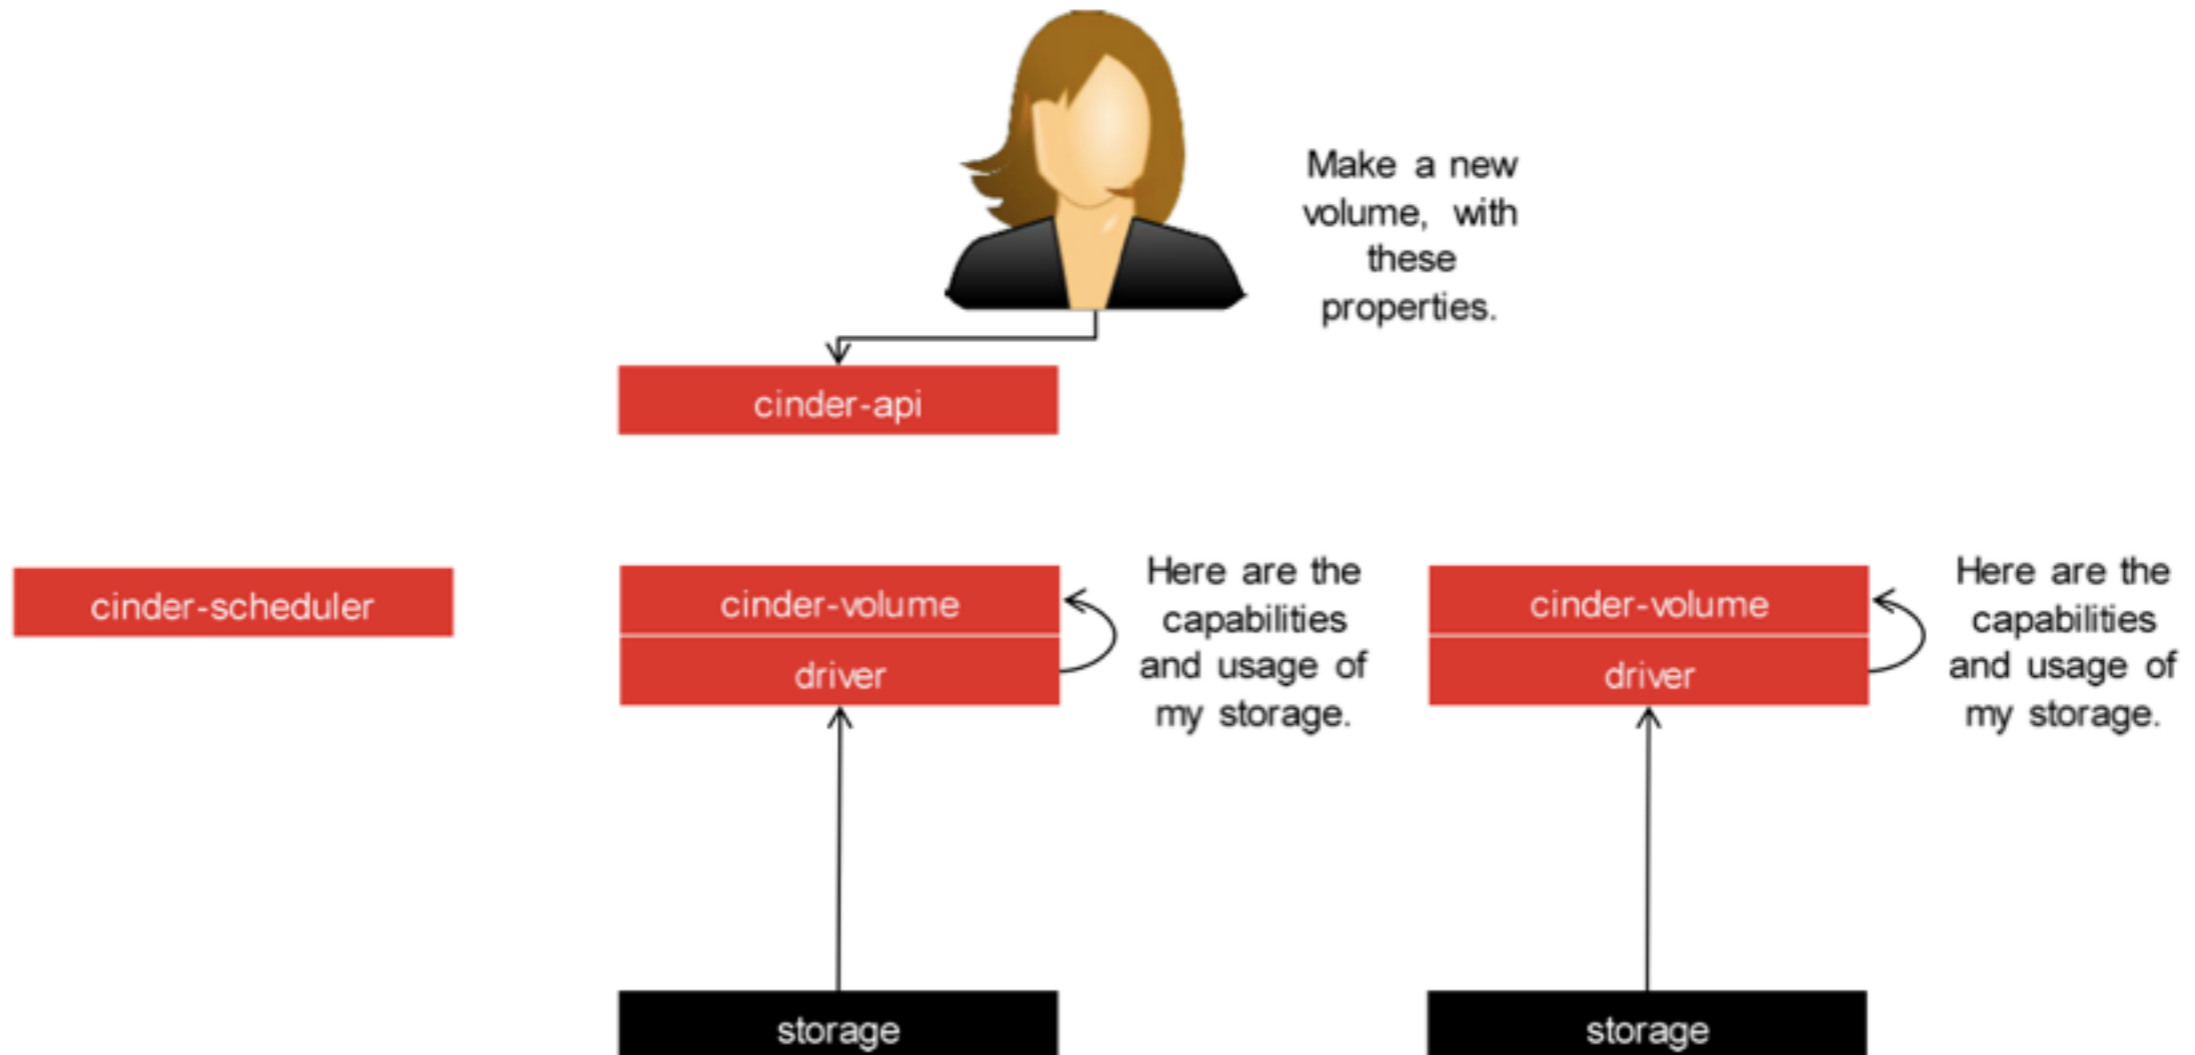 Make a new
volume, with
these
properties.
cinder-api
cinder-scheduler
cinder-volume
driver
Here are the
capabilities
and usage of
my storage.
cinder-volume
driver
Here are the
capabilities
and usage of
my storage.
storage
storage